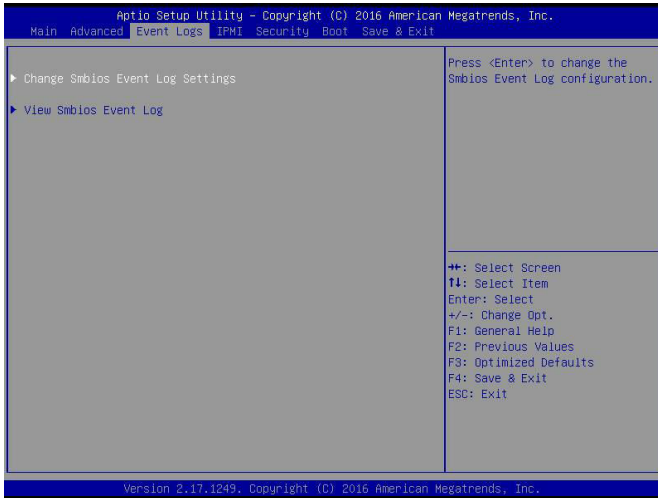 Aptio Setup Utility - Copyright (C) 2016 American Megatrends, Inc.
Main Advanced Event Logs IPMI Security Boot Save & Exit
▶ Change Smbios Event Log Settings
▶ View Smbios Event Log
Press <Enter> to change the
Smbios Event Log configuration.
→←: Select Screen
↑↓: Select Item
Enter: Select
+/-: Change Opt.
F1: General Help
F2: Previous Values
F3: Optimized Defaults
F4: Save & Exit
ESC: Exit
Version 2.17.1249. Copyright (C) 2016 American Megatrends, Inc.